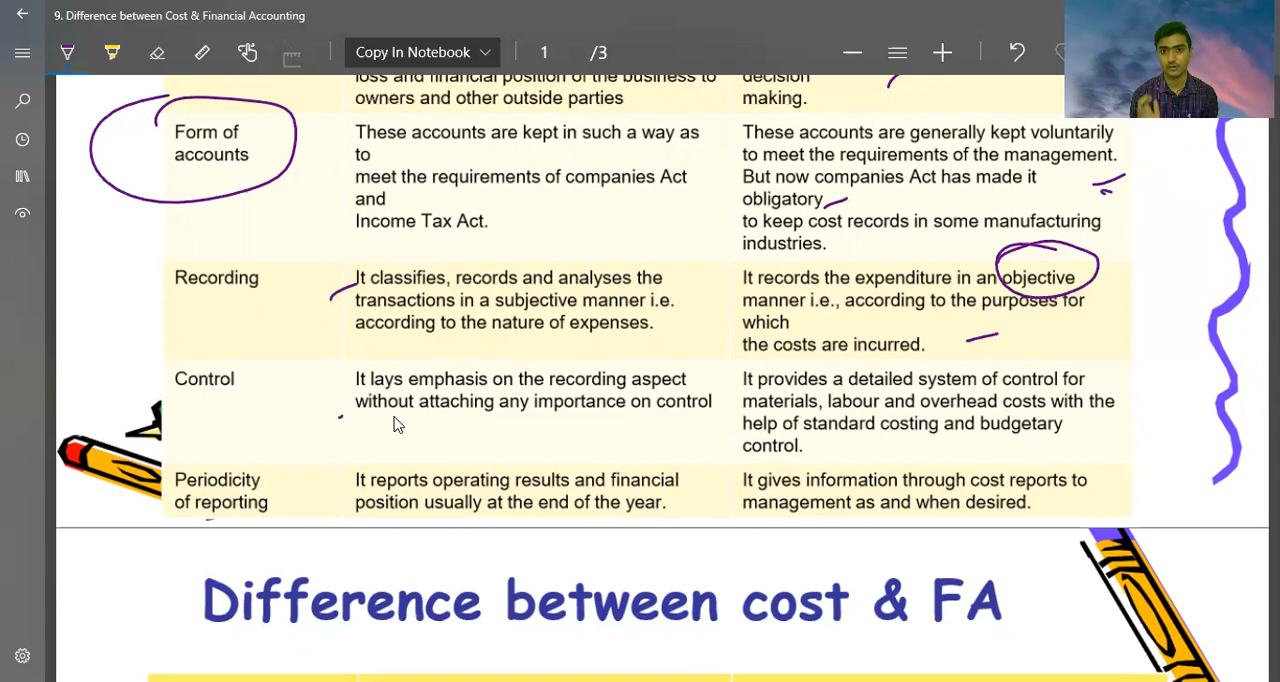 9. Difference between Cost & Financial Accounting
Copy In Notebook
1 /3
loss and financial position of the business to
owners and other outside parties
decision
making.
Form of
accounts
These accounts are kept in such a way as
to
meet the requirements of companies Act
and
Income Tax Act.
These accounts are generally kept voluntarily
to meet the requirements of the management.
But now companies Act has made it
obligatory
to keep cost records in some manufacturing
industries.
Recording
It classifies, records and analyses the
transactions in a subjective manner i.e.
according to the nature of expenses.
It records the expenditure in an objective
manner i.e., according to the purposes for
which
the costs are incurred.
Control
It lays emphasis on the recording aspect
without attaching any importance on control
It provides a detailed system of control for
materials, labour and overhead costs with the
help of standard costing and budgetary
control.
Periodicity
of reporting
It reports operating results and financial
position usually at the end of the year.
It gives information through cost reports to
management as and when desired.
Difference between cost & FA